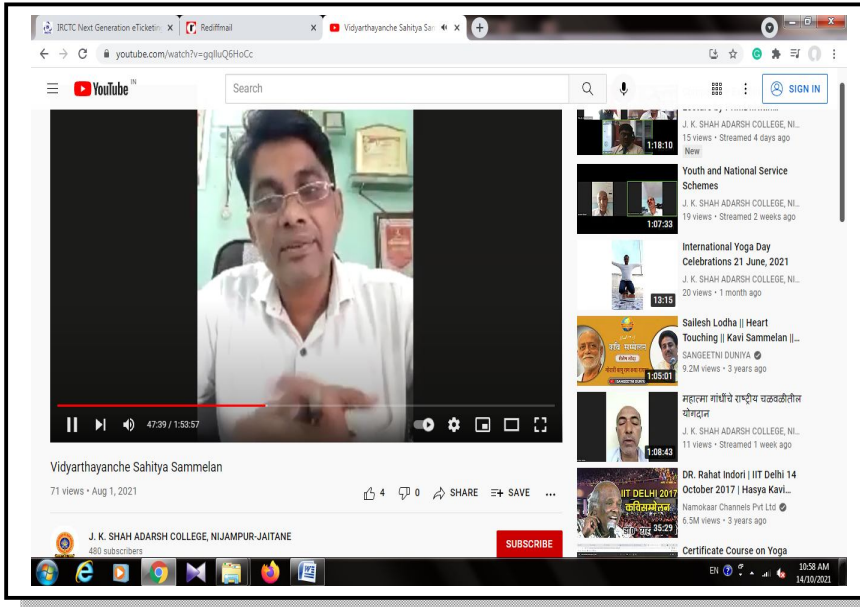 IRCTC Next Generation eTicketing
Rediffmail
Vidyarthayanche Sahitya Sam
youtube.com/watch?v=gqlluQ6HoCc
YouTube IN
Search
SIGN IN
1:18:10
J. K. SHAH ADARSH COLLEGE, NI...
15 views • Streamed 4 days ago
New
1:07:33
Youth and National Service
Schemes
J. K. SHAH ADARSH COLLEGE, NI...
19 views • Streamed 2 weeks ago
13:15
International Yoga Day
Celebrations 21 June, 2021
J. K. SHAH ADARSH COLLEGE, NI...
20 views • 1 month ago
1:05:01
Sailesh Lodha || Heart
Touching || Kavi Sammelan ||...
SANGEETNI DUNIYA
9.2M views • 3 years ago
1:08:43
महात्मा गांधींचे राष्ट्रीय चळवळीतील
योगदान
J. K. SHAH ADARSH COLLEGE, NI...
11 views • Streamed 1 week ago
IIT DELHI 2017
कविसम्मेलन
35:29
DR. Rahat Indori | IIT Delhi 14
October 2017 | Hasya Kavi...
Namokaar Channels Pvt Ltd
6.5M views • 3 years ago
Certificate Course on Yoga
47:39 / 1:53:57
Vidyarthayanche Sahitya Sammelan
71 views • Aug 1, 2021
4
0
SHARE
SAVE
...
J. K. SHAH ADARSH COLLEGE, NIJAMPUR-JAITANE
480 subscribers
SUBSCRIBE
EN
10:58 AM
14/10/2021